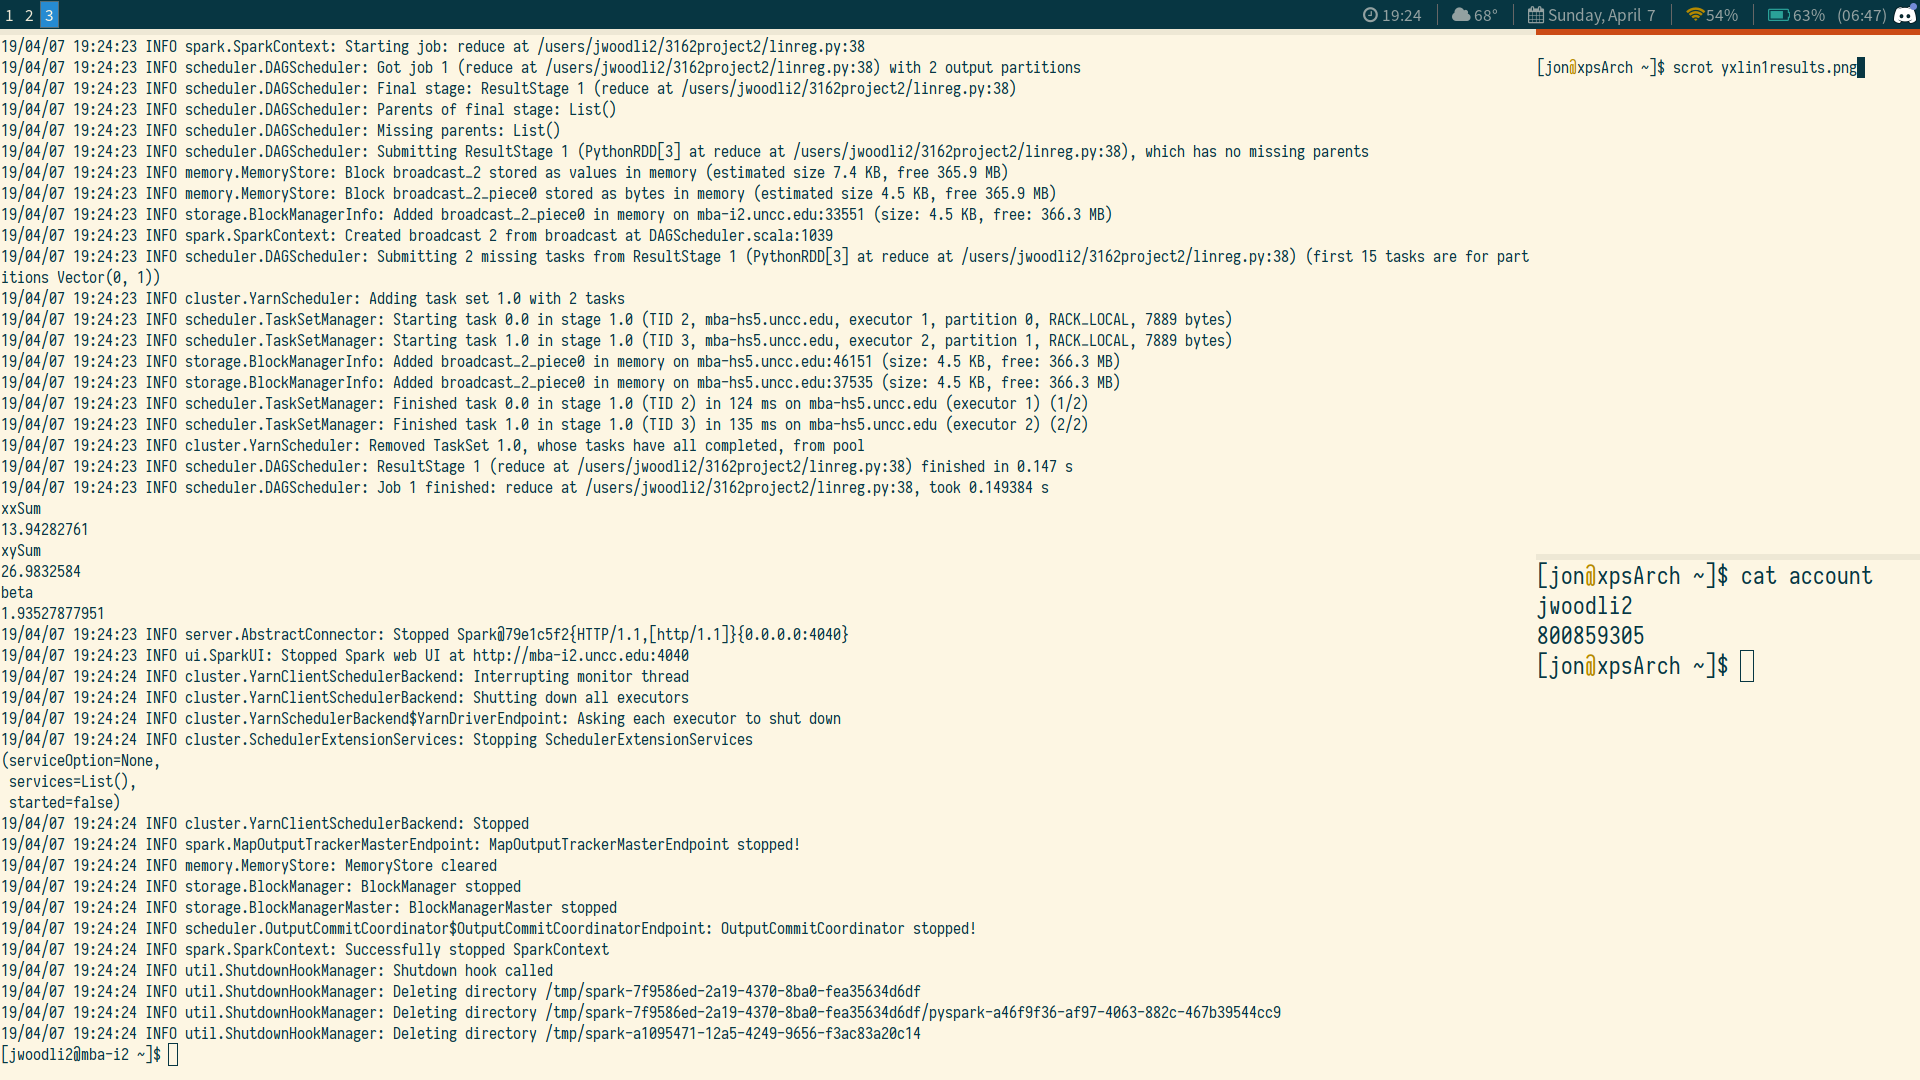 1 2 3 19:24 68° Sunday, April 7 54% 63% (06:47)
19/04/07 19:24:23 INFO spark.SparkContext: Starting job: reduce at /users/jwoodli2/3162project2/linreg.py:38
19/04/07 19:24:23 INFO scheduler.DAGScheduler: Got job 1 (reduce at /users/jwoodli2/3162project2/linreg.py:38) with 2 output partitions
19/04/07 19:24:23 INFO scheduler.DAGScheduler: Final stage: ResultStage 1 (reduce at /users/jwoodli2/3162project2/linreg.py:38)
19/04/07 19:24:23 INFO scheduler.DAGScheduler: Parents of final stage: List()
19/04/07 19:24:23 INFO scheduler.DAGScheduler: Missing parents: List()
19/04/07 19:24:23 INFO scheduler.DAGScheduler: Submitting ResultStage 1 (PythonRDD[3] at reduce at /users/jwoodli2/3162project2/linreg.py:38), which has no missing parents
19/04/07 19:24:23 INFO memory.MemoryStore: Block broadcast_2 stored as values in memory (estimated size 7.4 KB, free 365.9 MB)
19/04/07 19:24:23 INFO memory.MemoryStore: Block broadcast_2_piece0 stored as bytes in memory (estimated size 4.5 KB, free 365.9 MB)
19/04/07 19:24:23 INFO storage.BlockManagerInfo: Added broadcast_2_piece0 in memory on mba-i2.uncc.edu:33551 (size: 4.5 KB, free: 366.3 MB)
19/04/07 19:24:23 INFO spark.SparkContext: Created broadcast 2 from broadcast at DAGScheduler.scala:1039
19/04/07 19:24:23 INFO scheduler.DAGScheduler: Submitting 2 missing tasks from ResultStage 1 (PythonRDD[3] at reduce at /users/jwoodli2/3162project2/linreg.py:38) (first 15 tasks are for part
itions Vector(0, 1))
19/04/07 19:24:23 INFO cluster.YarnScheduler: Adding task set 1.0 with 2 tasks
19/04/07 19:24:23 INFO scheduler.TaskSetManager: Starting task 0.0 in stage 1.0 (TID 2, mba-hs5.uncc.edu, executor 1, partition 0, RACK_LOCAL, 7889 bytes)
19/04/07 19:24:23 INFO scheduler.TaskSetManager: Starting task 1.0 in stage 1.0 (TID 3, mba-hs5.uncc.edu, executor 2, partition 1, RACK_LOCAL, 7889 bytes)
19/04/07 19:24:23 INFO storage.BlockManagerInfo: Added broadcast_2_piece0 in memory on mba-hs5.uncc.edu:46151 (size: 4.5 KB, free: 366.3 MB)
19/04/07 19:24:23 INFO storage.BlockManagerInfo: Added broadcast_2_piece0 in memory on mba-hs5.uncc.edu:37535 (size: 4.5 KB, free: 366.3 MB)
19/04/07 19:24:23 INFO scheduler.TaskSetManager: Finished task 0.0 in stage 1.0 (TID 2) in 124 ms on mba-hs5.uncc.edu (executor 1) (1/2)
19/04/07 19:24:23 INFO scheduler.TaskSetManager: Finished task 1.0 in stage 1.0 (TID 3) in 135 ms on mba-hs5.uncc.edu (executor 2) (2/2)
19/04/07 19:24:23 INFO cluster.YarnScheduler: Removed TaskSet 1.0, whose tasks have all completed, from pool
19/04/07 19:24:23 INFO scheduler.DAGScheduler: ResultStage 1 (reduce at /users/jwoodli2/3162project2/linreg.py:38) finished in 0.147 s
19/04/07 19:24:23 INFO scheduler.DAGScheduler: Job 1 finished: reduce at /users/jwoodli2/3162project2/linreg.py:38, took 0.149384 s
xxSum
13.94282761
xySum
26.9832584
beta
1.93527877951
19/04/07 19:24:23 INFO server.AbstractConnector: Stopped Spark@79e1c5f2{HTTP/1.1,[http/1.1]}{0.0.0.0:4040}
19/04/07 19:24:23 INFO ui.SparkUI: Stopped Spark web UI at http://mba-i2.uncc.edu:4040
19/04/07 19:24:24 INFO cluster.YarnClientSchedulerBackend: Interrupting monitor thread
19/04/07 19:24:24 INFO cluster.YarnClientSchedulerBackend: Shutting down all executors
19/04/07 19:24:24 INFO cluster.YarnSchedulerBackend$YarnDriverEndpoint: Asking each executor to shut down
19/04/07 19:24:24 INFO cluster.SchedulerExtensionServices: Stopping SchedulerExtensionServices
(serviceOption=None,
 services=List(),
 started=false)
19/04/07 19:24:24 INFO cluster.YarnClientSchedulerBackend: Stopped
19/04/07 19:24:24 INFO spark.MapOutputTrackerMasterEndpoint: MapOutputTrackerMasterEndpoint stopped!
19/04/07 19:24:24 INFO memory.MemoryStore: MemoryStore cleared
19/04/07 19:24:24 INFO storage.BlockManager: BlockManager stopped
19/04/07 19:24:24 INFO storage.BlockManagerMaster: BlockManagerMaster stopped
19/04/07 19:24:24 INFO scheduler.OutputCommitCoordinator$OutputCommitCoordinatorEndpoint: OutputCommitCoordinator stopped!
19/04/07 19:24:24 INFO spark.SparkContext: Successfully stopped SparkContext
19/04/07 19:24:24 INFO util.ShutdownHookManager: Shutdown hook called
19/04/07 19:24:24 INFO util.ShutdownHookManager: Deleting directory /tmp/spark-7f9586ed-2a19-4370-8ba0-fea35634d6df
19/04/07 19:24:24 INFO util.ShutdownHookManager: Deleting directory /tmp/spark-7f9586ed-2a19-4370-8ba0-fea35634d6df/pyspark-a46f9f36-af97-4063-882c-467b39544cc9
19/04/07 19:24:24 INFO util.ShutdownHookManager: Deleting directory /tmp/spark-a1095471-12a5-4249-9656-f3ac83a20c14
[jwoodli2@mba-i2 ~]$
[jon@xpsArch ~]$ scrot yxlin1results.png
[jon@xpsArch ~]$ cat account
jwoodli2
800859305
[jon@xpsArch ~]$